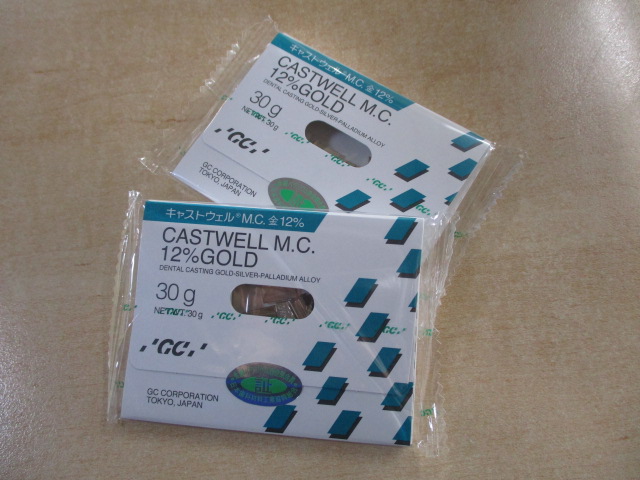 キャストウェル M.C. 金12%
CASTWELL M.C.
12%GOLD
DENTAL CASTING GOLD-SILVER-PALLADIUM ALLOY
30 g
NET WT. 30 g
GC
GC CORPORATION
TOKYO, JAPAN
キャストウェル® M.C. 金12%
CASTWELL M.C.
12%GOLD
DENTAL CASTING GOLD-SILVER-PALLADIUM ALLOY
30 g
NET WT. 30 g
GC
GC CORPORATION
TOKYO, JAPAN